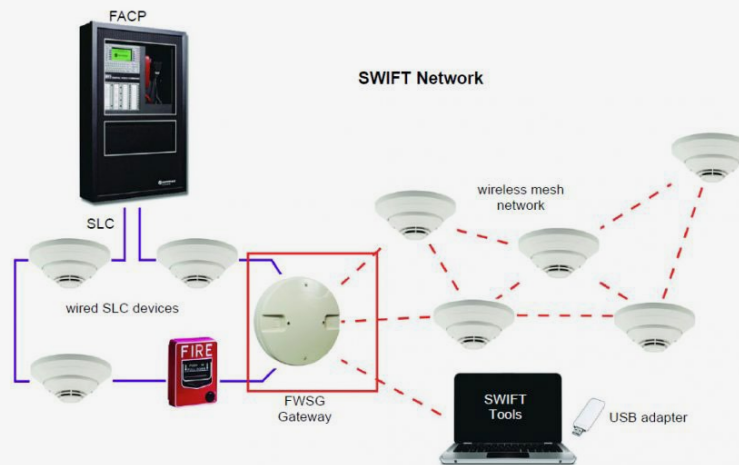 FACP
SWIFT Network
wireless mesh
network
SLC
wired SLC devices
FIRE
FWSG
Gateway
SWIFT
Tools
USB adapter